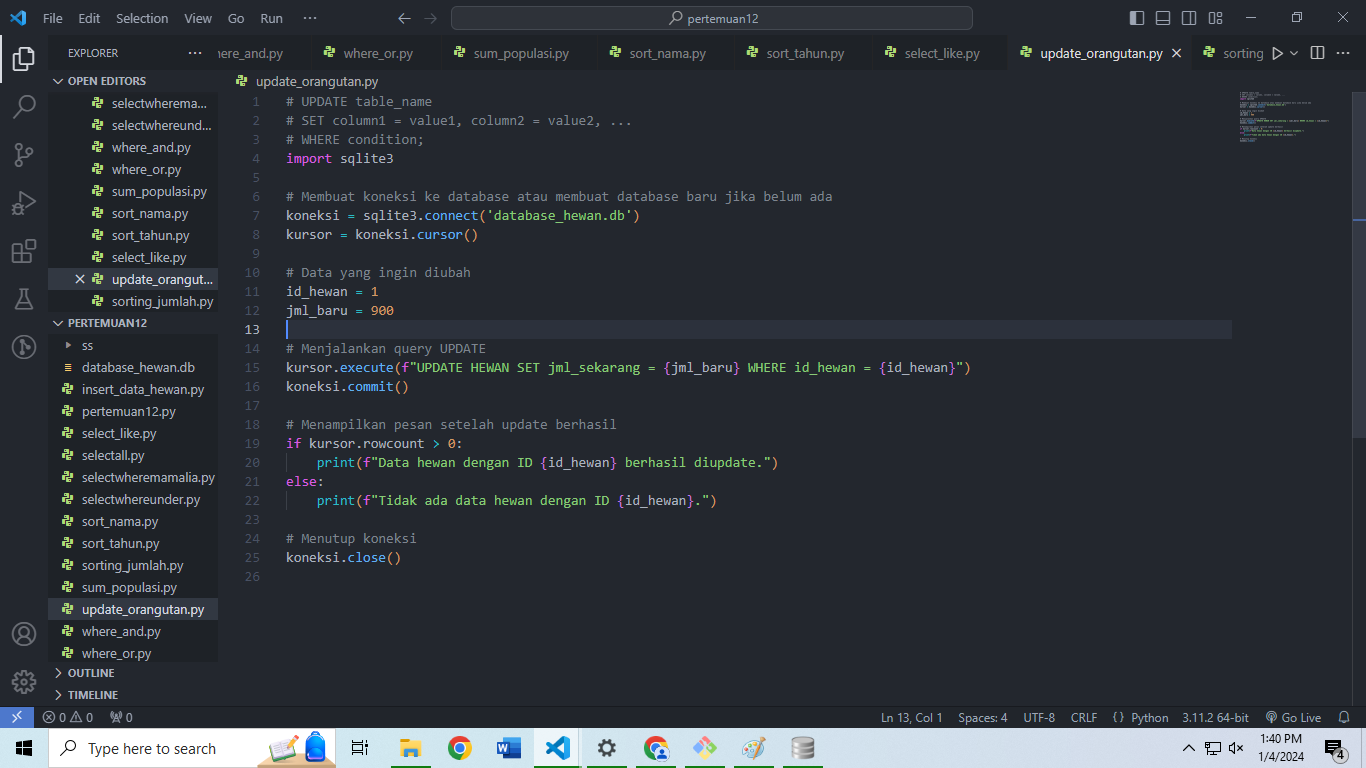 File Edit Selection View Go Run ··· pertemuan12
EXPLORER ···
here_and.py where_or.py sum_populasi.py sort_nama.py sort_tahun.py select_like.py update_orangutan.py sorting
OPEN EDITORS
selectwherema...
selectwhereund...
where_and.py
where_or.py
sum_populasi.py
sort_nama.py
sort_tahun.py
select_like.py
update_orangut...
sorting_jumlah.py
PERTEMUAN12
ss
database_hewan.db
insert_data_hewan.py
pertemuan12.py
select_like.py
selectall.py
selectwheremamalia.py
selectwhereunder.py
sort_nama.py
sort_tahun.py
sorting_jumlah.py
sum_populasi.py
update_orangutan.py
where_and.py
where_or.py
OUTLINE
TIMELINE
update_orangutan.py
1 # UPDATE table_name
2 # SET column1 = value1, column2 = value2, ...
3 # WHERE condition;
4 import sqlite3
5
6 # Membuat koneksi ke database atau membuat database baru jika belum ada
7 koneksi = sqlite3.connect('database_hewan.db')
8 kursor = koneksi.cursor()
9
10 # Data yang ingin diubah
11 id_hewan = 1
12 jml_baru = 900
13
14 # Menjalankan query UPDATE
15 kursor.execute(f"UPDATE HEWAN SET jml_sekarang = {jml_baru} WHERE id_hewan = {id_hewan}")
16 koneksi.commit()
17
18 # Menampilkan pesan setelah update berhasil
19 if kursor.rowcount > 0:
20     print(f"Data hewan dengan ID {id_hewan} berhasil diupdate.")
21 else:
22     print(f"Tidak ada data hewan dengan ID {id_hewan}.")
23
24 # Menutup koneksi
25 koneksi.close()
26
0 0 0 Ln 13, Col 1 Spaces: 4 UTF-8 CRLF { } Python 3.11.2 64-bit Go Live
Type here to search
1:40 PM
1/4/2024
4